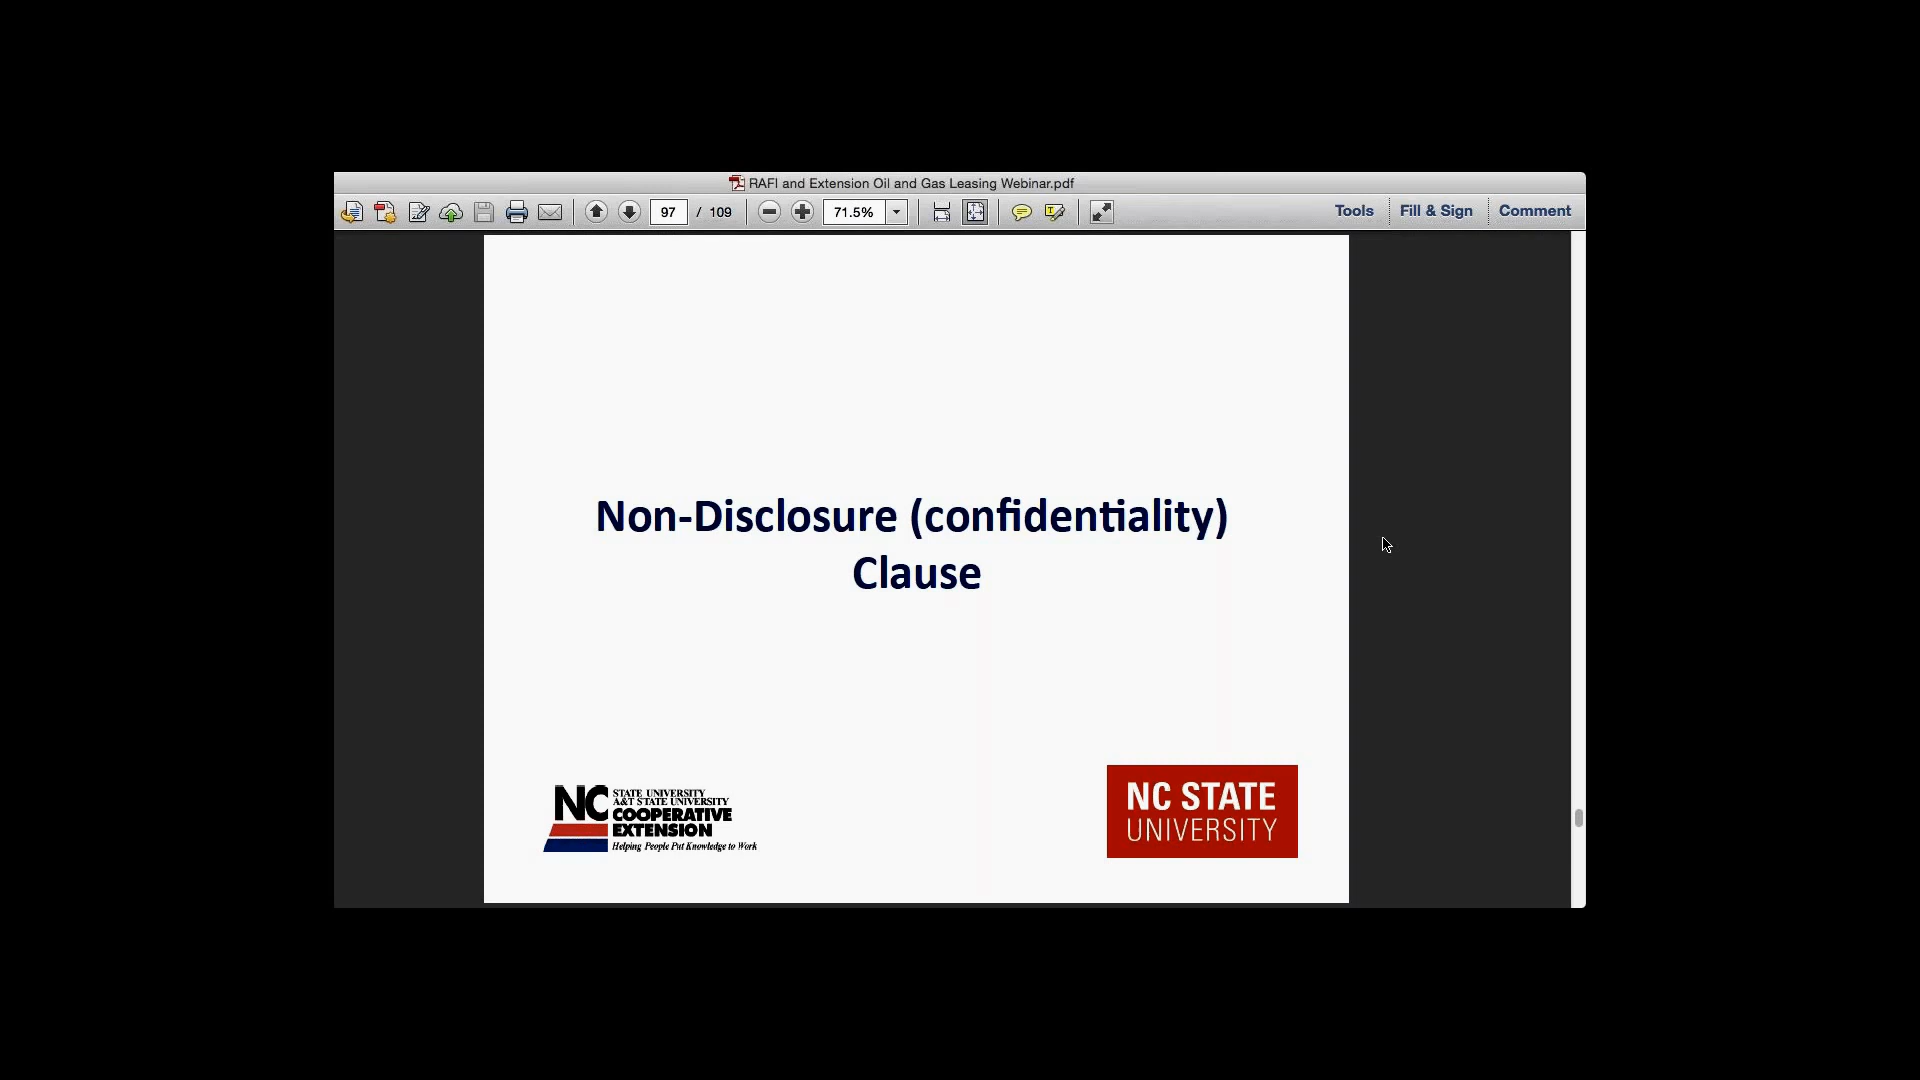 RAFI and Extension Oil and Gas Leasing Webinar.pdf
97 / 109 71.5% Tools Fill & Sign Comment
Non-Disclosure (confidentiality)
Clause
NC STATE UNIVERSITY
A&T STATE UNIVERSITY
COOPERATIVE
EXTENSION
Helping People Put Knowledge to Work
NC STATE
UNIVERSITY